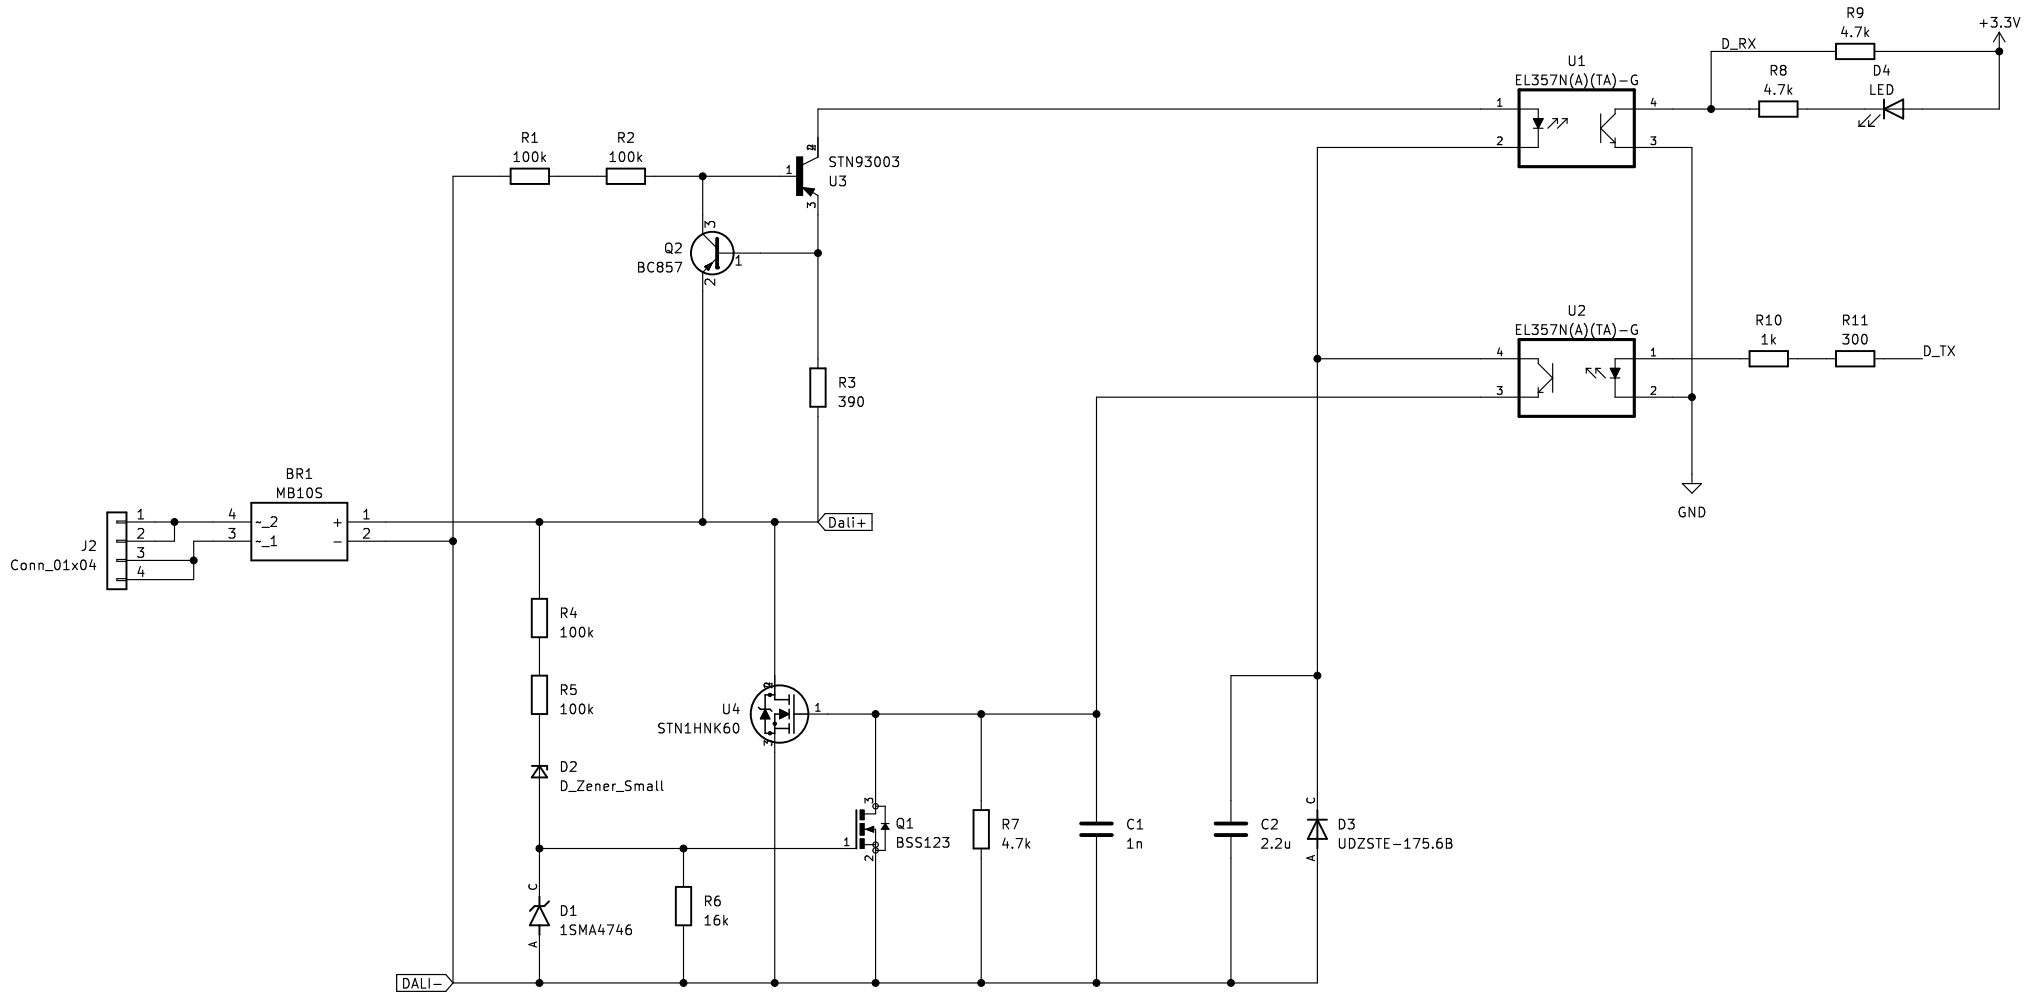 R9
4.7k
+3.3V
D_RX
U1
EL357N(A)(TA)-G
R8
4.7k
D4
LED
1
4
2
3
R1
100k
R2
100k
2
1
STN93003
U3
3
3
Q2
BC857
1
2
U2
EL357N(A)(TA)-G
R10
1k
R11
300
D_TX
4
1
3
2
R3
390
GND
BR1
MB10S
J2
Conn_01x04
1
2
3
4
4
3
~_2
~_1
+
-
1
2
Dali+
R4
100k
R5
100k
U4
STN1HNK60
1
3
D2
D_Zener_Small
3
Q1
BSS123
1
2
R7
4.7k
C1
1n
C2
2.2u
C
D3
UDZSTE-175.6B
A
C
D1
1SMA4746
A
R6
16k
DALI-